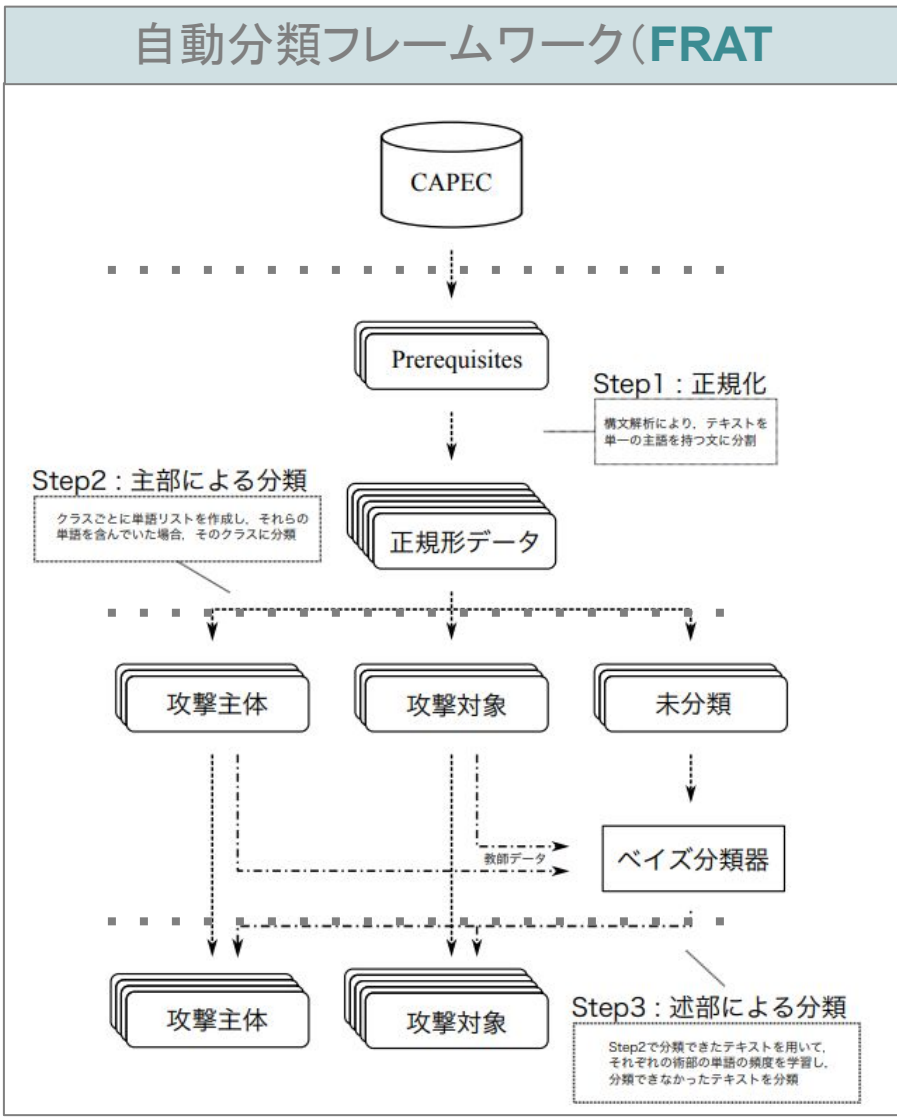 自動分類フレームワーク(FRAT
CAPEC
Prerequisites
Step1：正規化
構文解析により，テキストを
単一の主語を持つ文に分割
Step2：主部による分類
クラスごとに単語リストを作成し，それらの
単語を含んでいた場合，そのクラスに分類
正規形データ
攻撃主体
攻撃対象
未分類
教師データ
ベイズ分類器
攻撃主体
攻撃対象
Step3：述部による分類
Step2で分類できたテキストを用いて，
それぞれの術部の単語の頻度を学習し，
分類できなかったテキストを分類